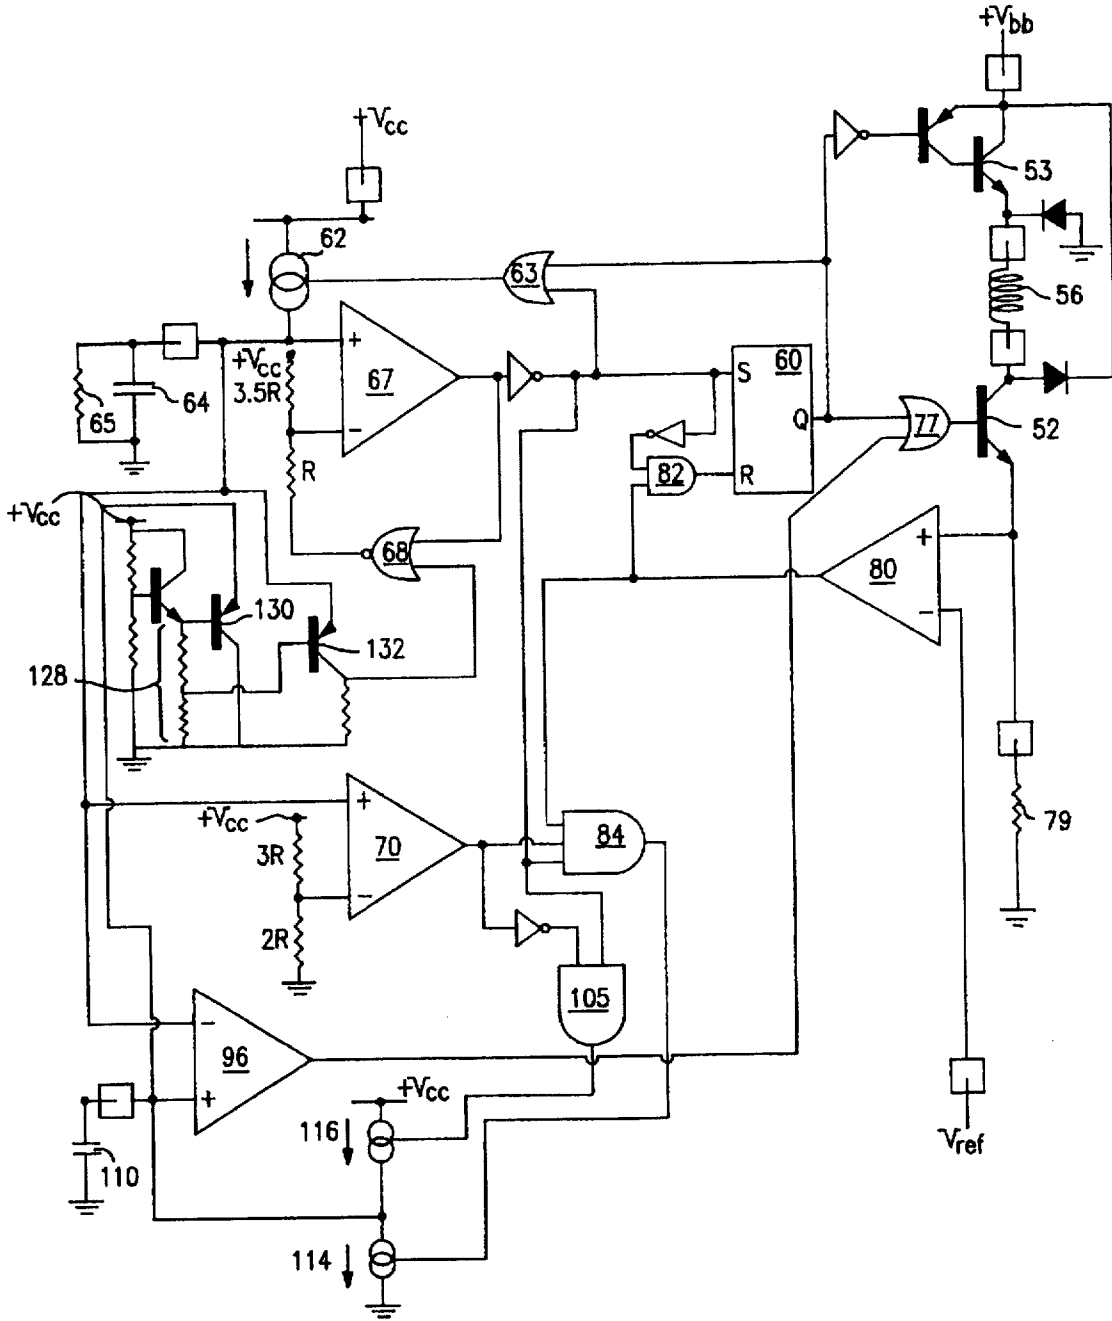 +Vbb
+Vcc
53
62
63
56
+Vcc
+
67
3.5R
S
60
65
64
−
Q
77
52
R
82
R
+Vcc
68
+
80
130
−
132
128
+Vcc
+
84
79
3R
70
−
2R
105
−
96
+
+Vcc
116
Vref
110
114